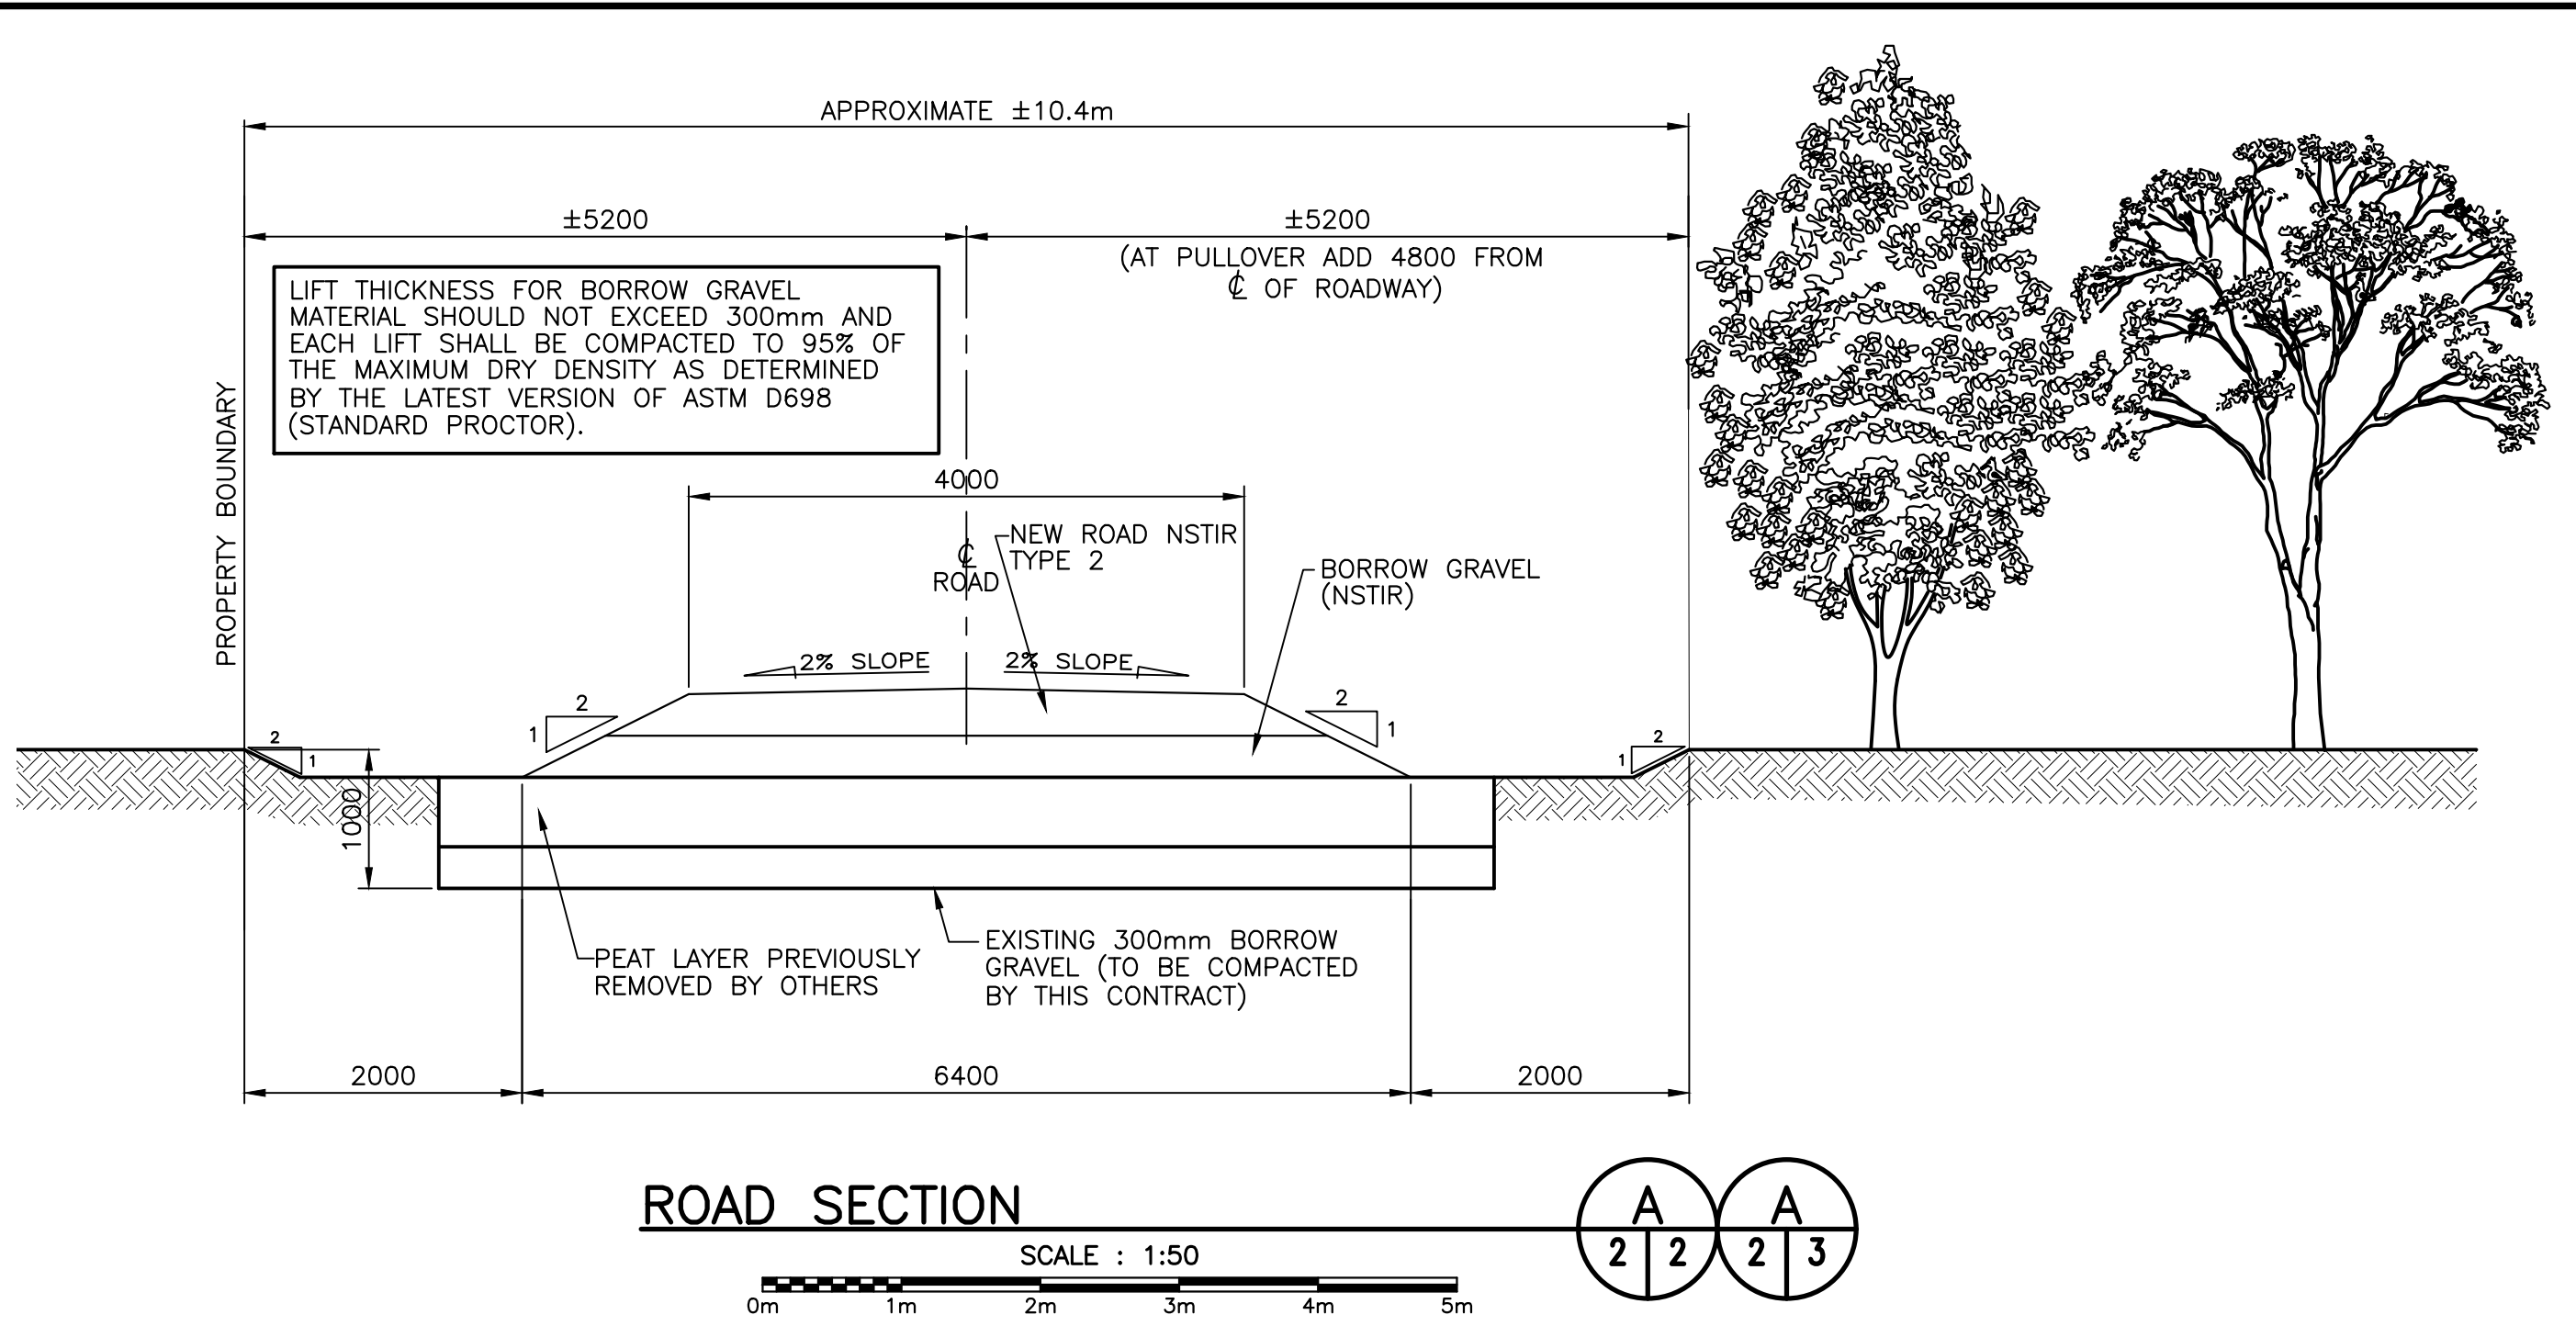 APPROXIMATE ±10.4m
±5200
±5200
(AT PULLOVER ADD 4800 FROM
℄ OF ROADWAY)
LIFT THICKNESS FOR BORROW GRAVEL
MATERIAL SHOULD NOT EXCEED 300mm AND
EACH LIFT SHALL BE COMPACTED TO 95% OF
THE MAXIMUM DRY DENSITY AS DETERMINED
BY THE LATEST VERSION OF ASTM D698
(STANDARD PROCTOR).
PROPERTY BOUNDARY
4000
℄
ROAD
NEW ROAD NSTIR
TYPE 2
BORROW GRAVEL
(NSTIR)
2% SLOPE
2% SLOPE
2
1
2
1
2
1
2
1
1000
PEAT LAYER PREVIOUSLY
REMOVED BY OTHERS
EXISTING 300mm BORROW
GRAVEL (TO BE COMPACTED
BY THIS CONTRACT)
2000
6400
2000
ROAD SECTION
SCALE : 1:50
0m 1m 2m 3m 4m 5m
A
2 2
A
2 3